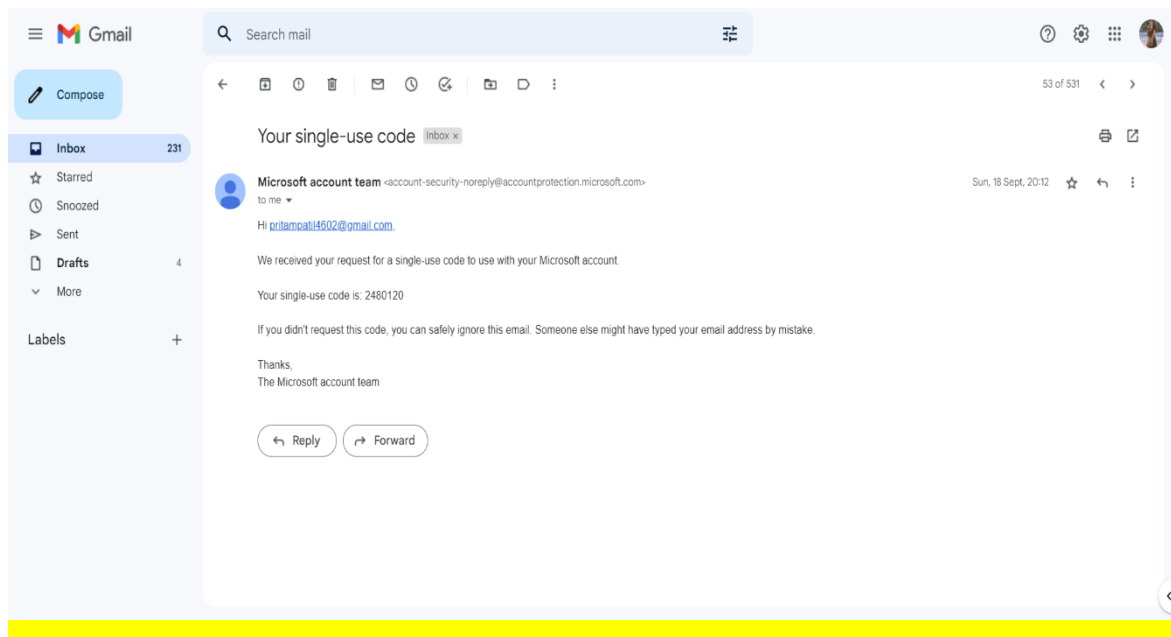 Gmail
Search mail
Compose
53 of 531
Your single-use code Inbox ×
Inbox 231
Starred
Snoozed
Sent
Drafts 4
More
Labels
Microsoft account team <account-security-noreply@accountprotection.microsoft.com>
Sun, 18 Sept, 20:12
to me
Hi pritampatil4602@gmail.com,
We received your request for a single-use code to use with your Microsoft account.
Your single-use code is: 2480120
If you didn't request this code, you can safely ignore this email. Someone else might have typed your email address by mistake.
Thanks,
The Microsoft account team
Reply
Forward